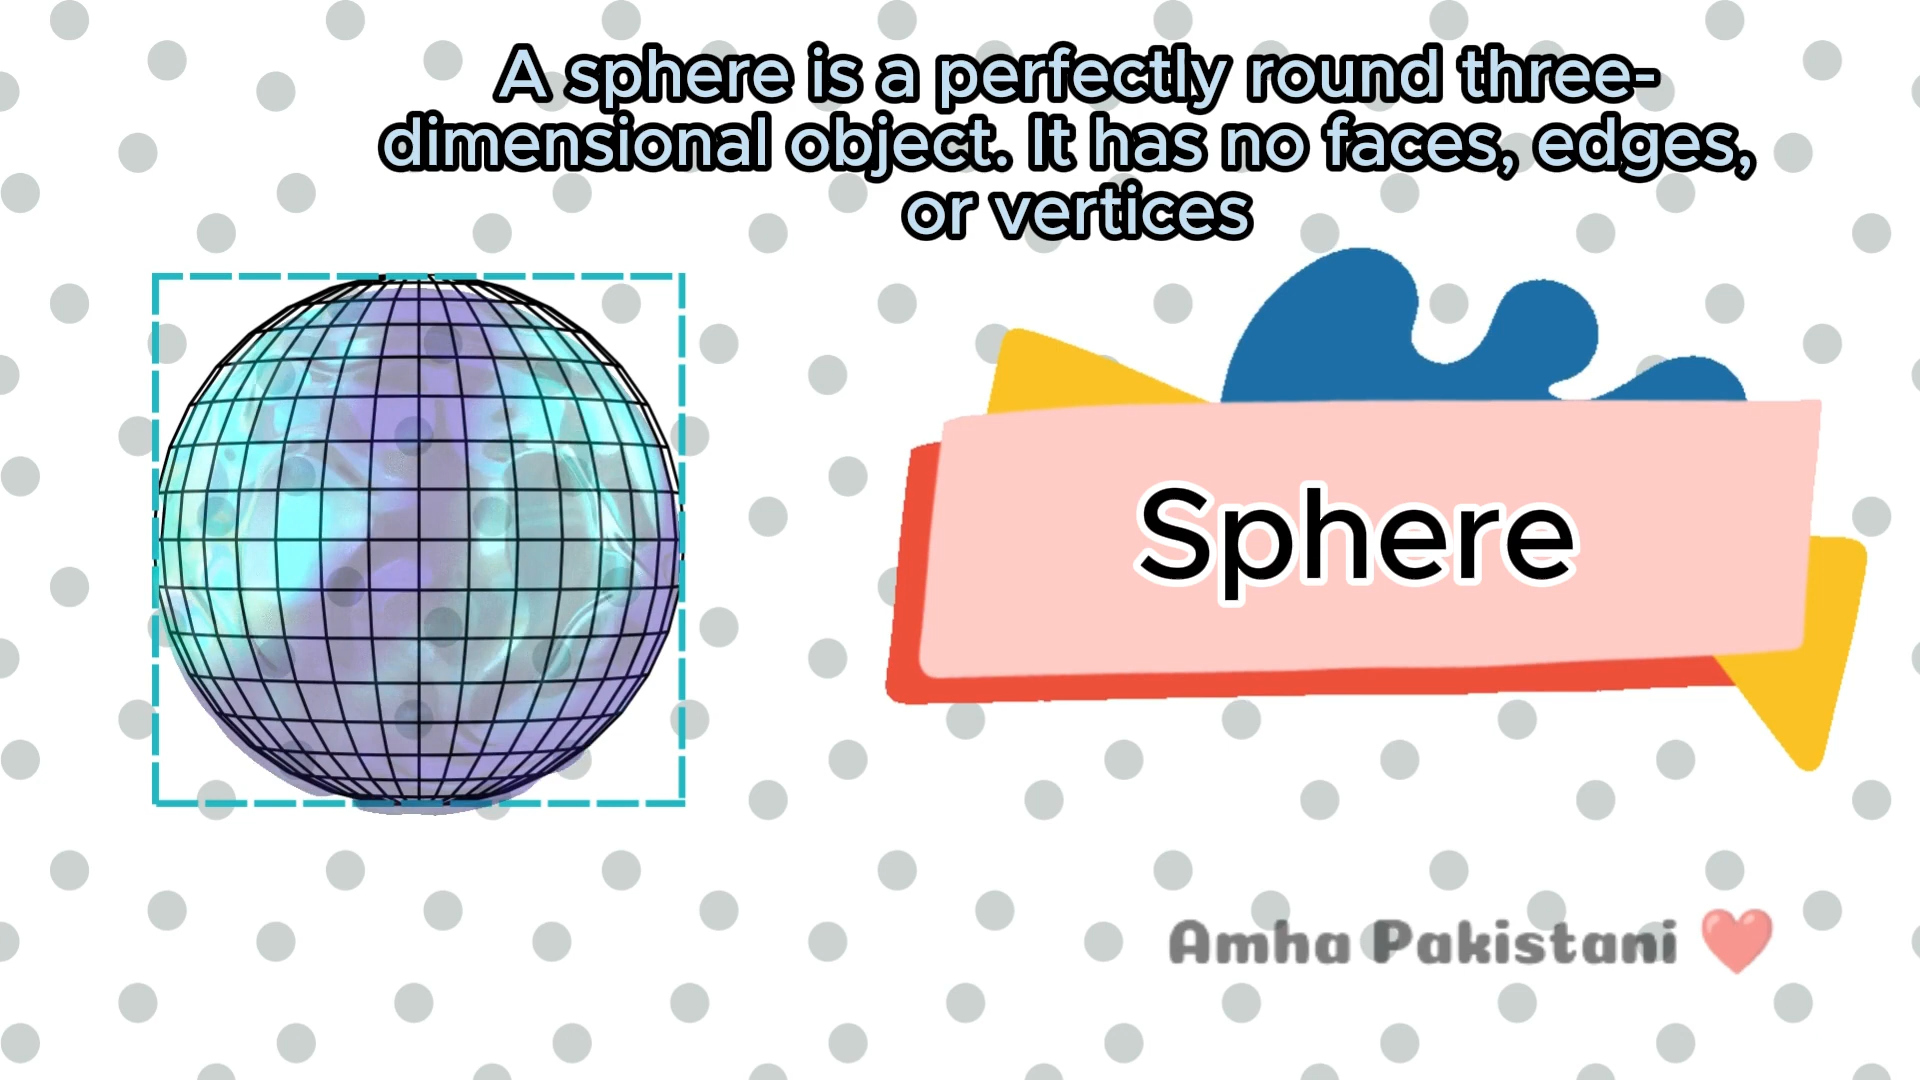 A sphere is a perfectly round three-
dimensional object. It has no faces, edges,
or vertices
Sphere
Amha Pakistani